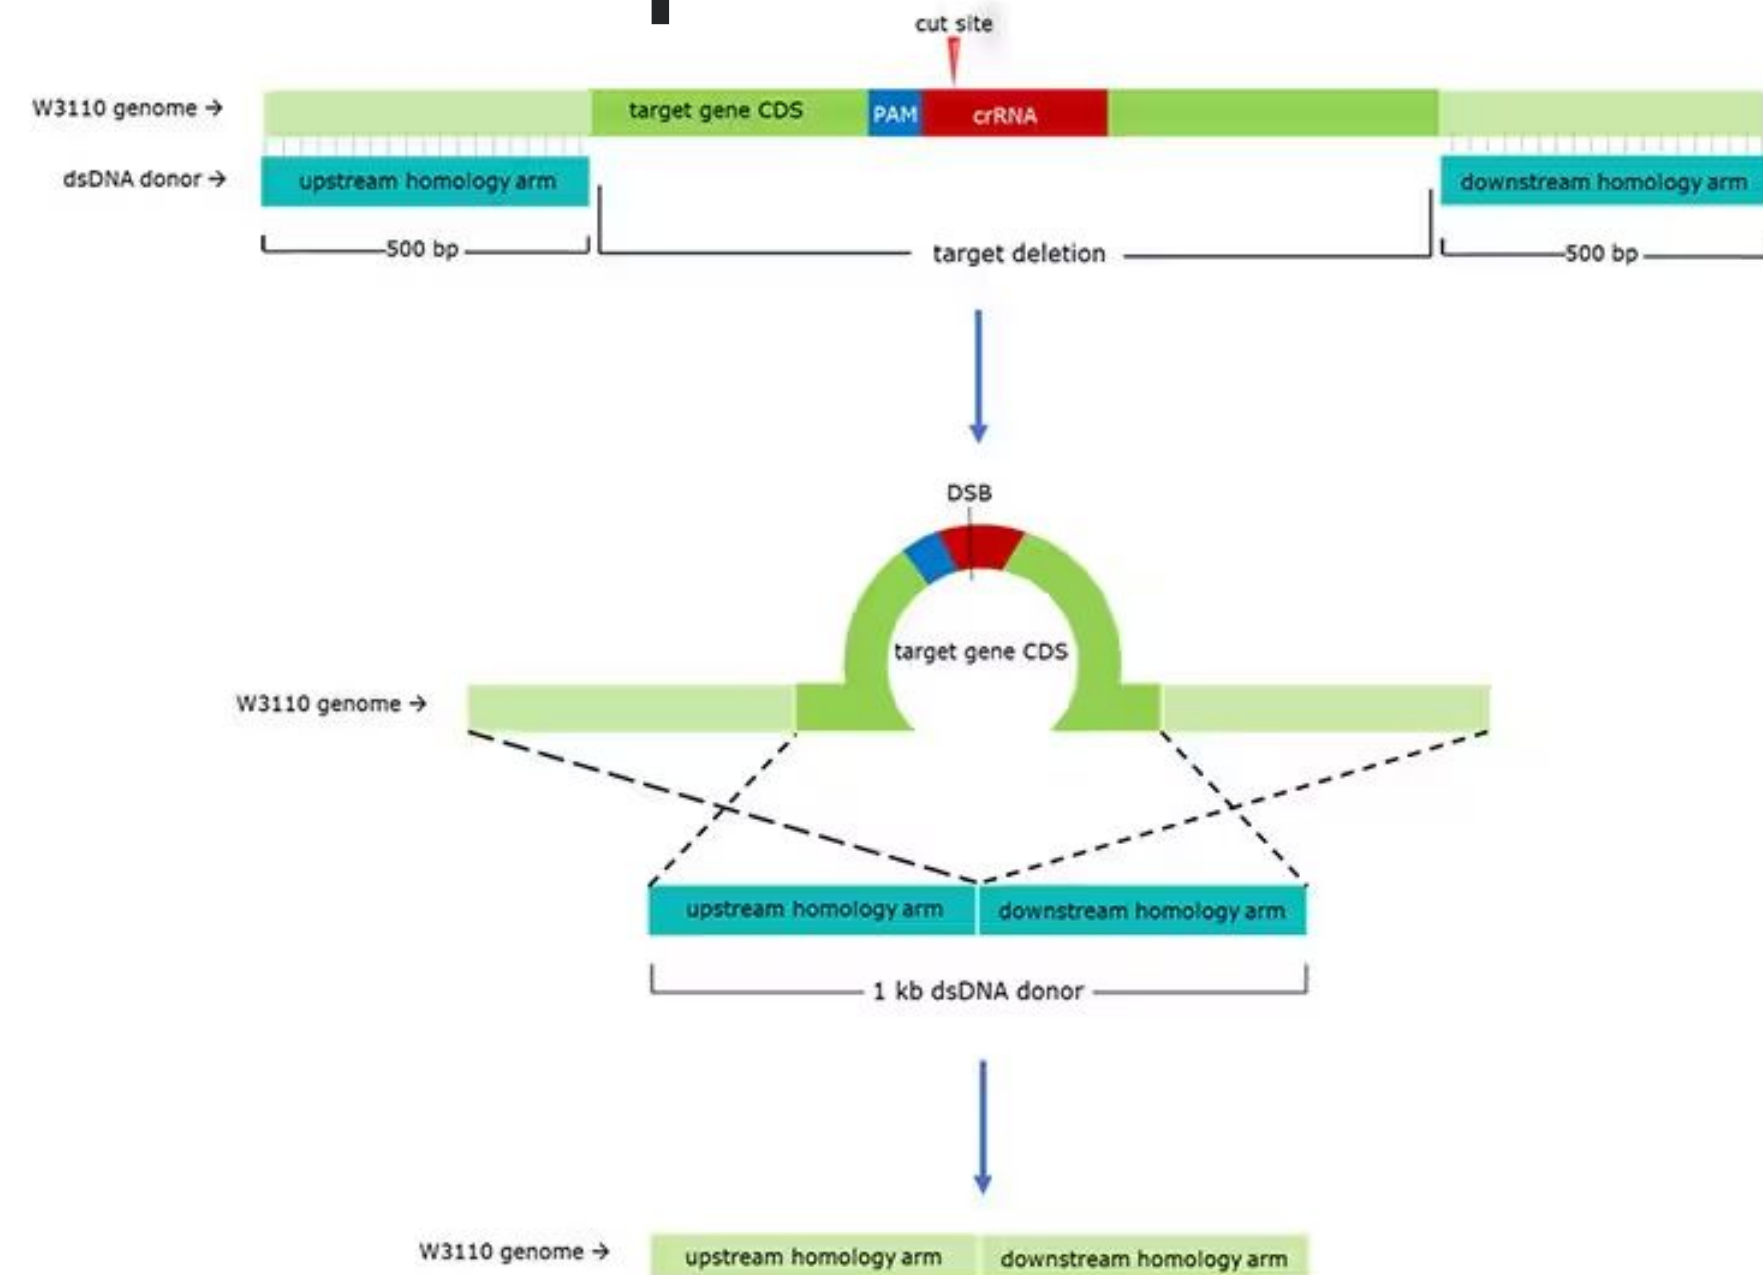 cut site
W3110 genome →
target gene CDS
PAM
crRNA
dsDNA donor →
upstream homology arm
downstream homology arm
500 bp
target deletion
500 bp
DSB
target gene CDS
W3110 genome →
upstream homology arm
downstream homology arm
1 kb dsDNA donor
W3110 genome →
upstream homology arm
downstream homology arm